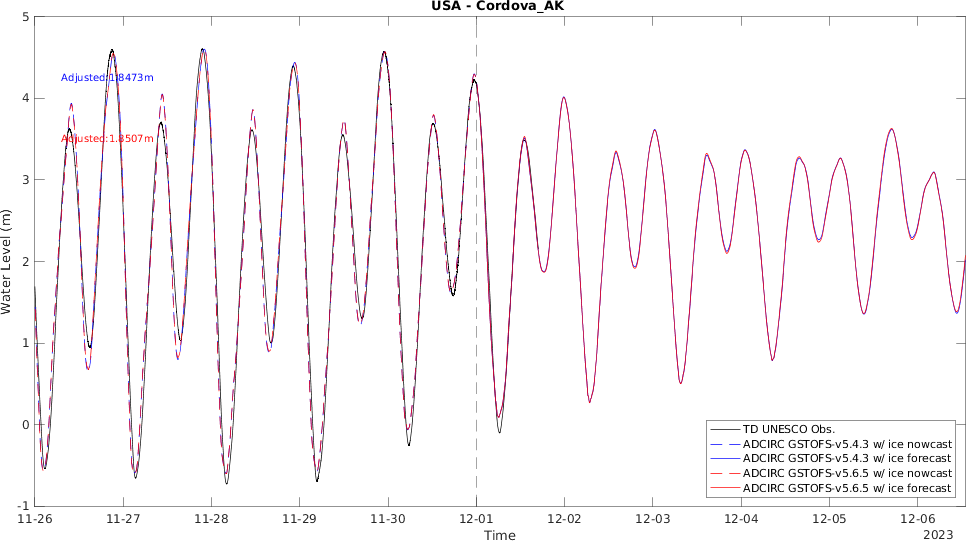 USA - Cordova_AK
5
4
3
2
1
0
-1
Water Level (m)
Adjusted:1.8473m
Adjusted:1.8507m
TD UNESCO Obs.
ADCIRC GSTOFS-v5.4.3 w/ ice nowcast
ADCIRC GSTOFS-v5.4.3 w/ ice forecast
ADCIRC GSTOFS-v5.6.5 w/ ice nowcast
ADCIRC GSTOFS-v5.6.5 w/ ice forecast
11-26 11-27 11-28 11-29 11-30 12-01 12-02 12-03 12-04 12-05 12-06
Time
2023